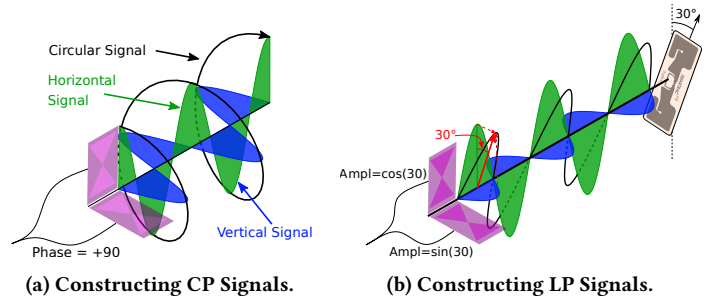 Circular Signal
Horizontal
Signal
Vertical Signal
Phase = +90
(a) Constructing CP Signals.
30°
30°
Ampl=cos(30)
Ampl=sin(30)
(b) Constructing LP Signals.